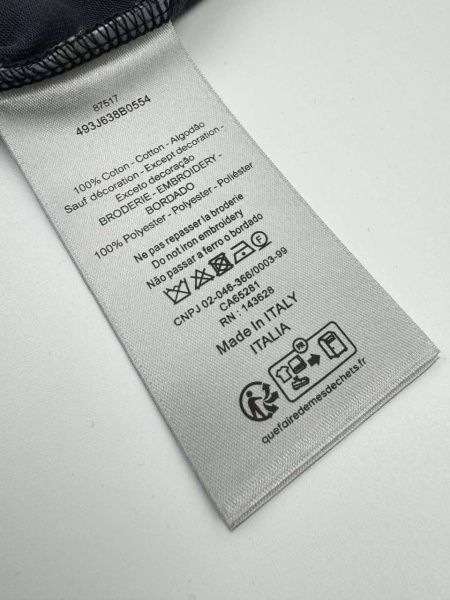 87517
493J638B0554
100% Coton - Cotton - Algodão
Sauf décoration - Except decoration -
Exceto decoração
BRODERIE - EMBROIDERY -
BORDADO
100% Polyester - Polyester - Poliéster
Ne pas repasser la broderie
Do not Iron embroidery
Não passar a ferro o bordado
F
CNPJ 02-046-366/0003-99
CA65281
RN : 143628
Made In ITALY
ITALIA
FR
quefairedemesdechets.fr